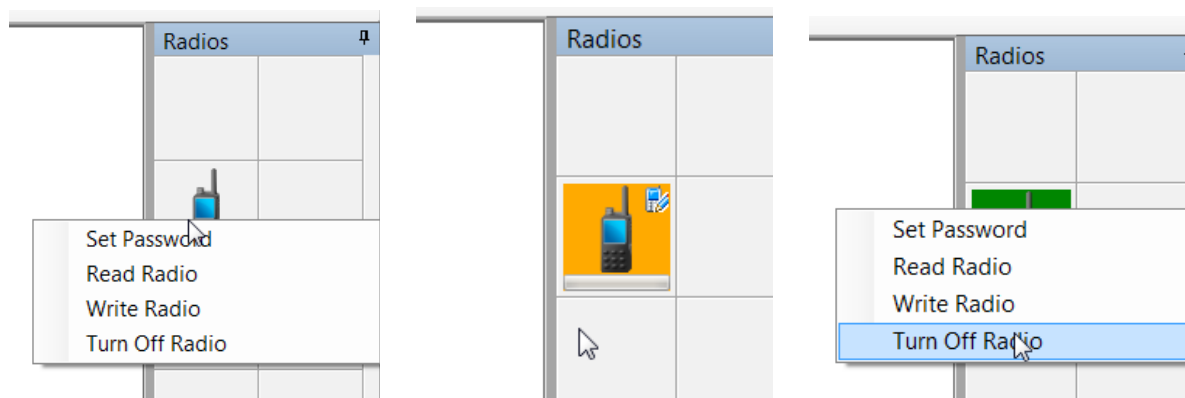 Radios
Set Password
Read Radio
Write Radio
Turn Off Radio
Radios
Radios
Set Password
Read Radio
Write Radio
Turn Off Radio